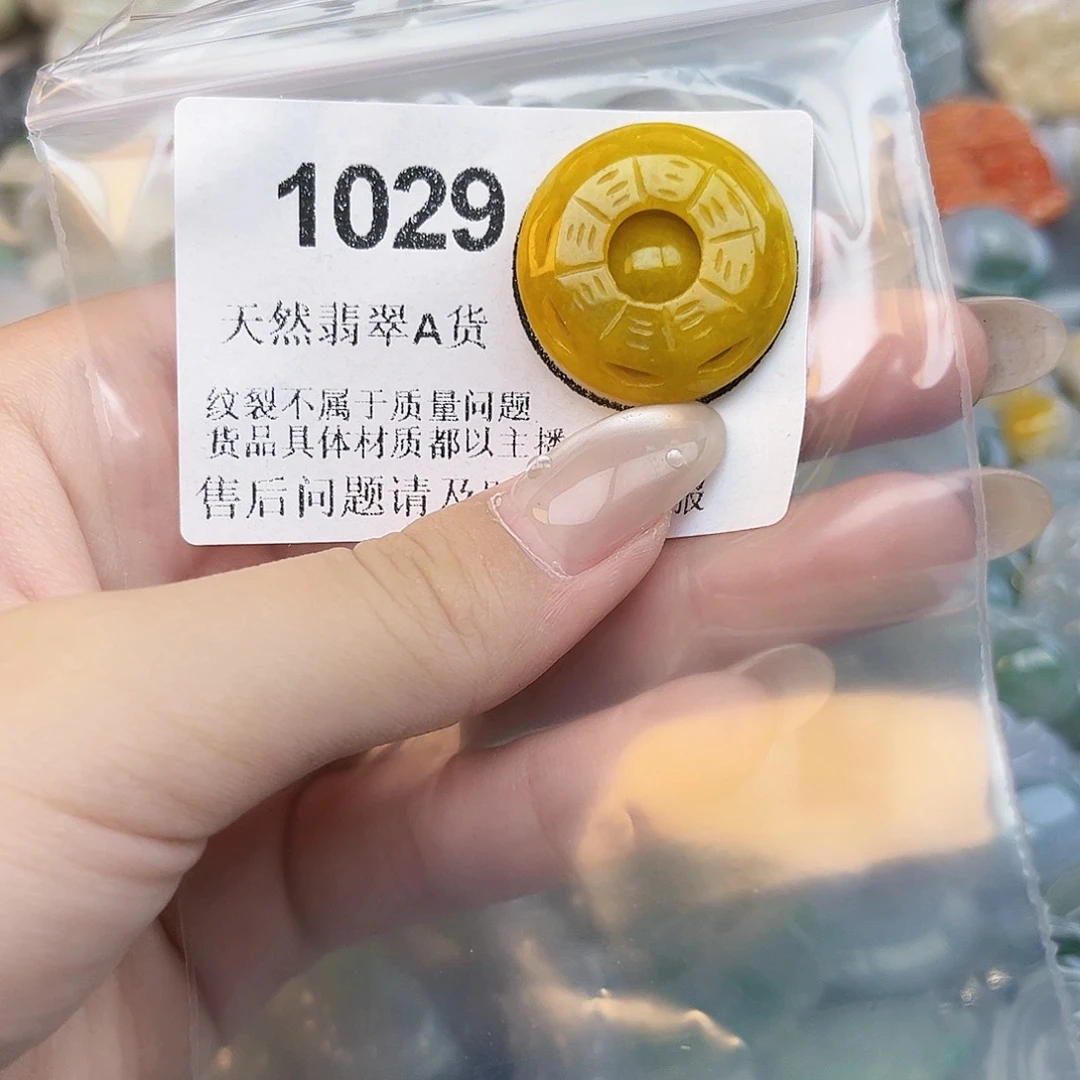 1029
天然翡翠A货
纹裂不属于质量问题
货品具体材质都以主播
售后问题请及
服